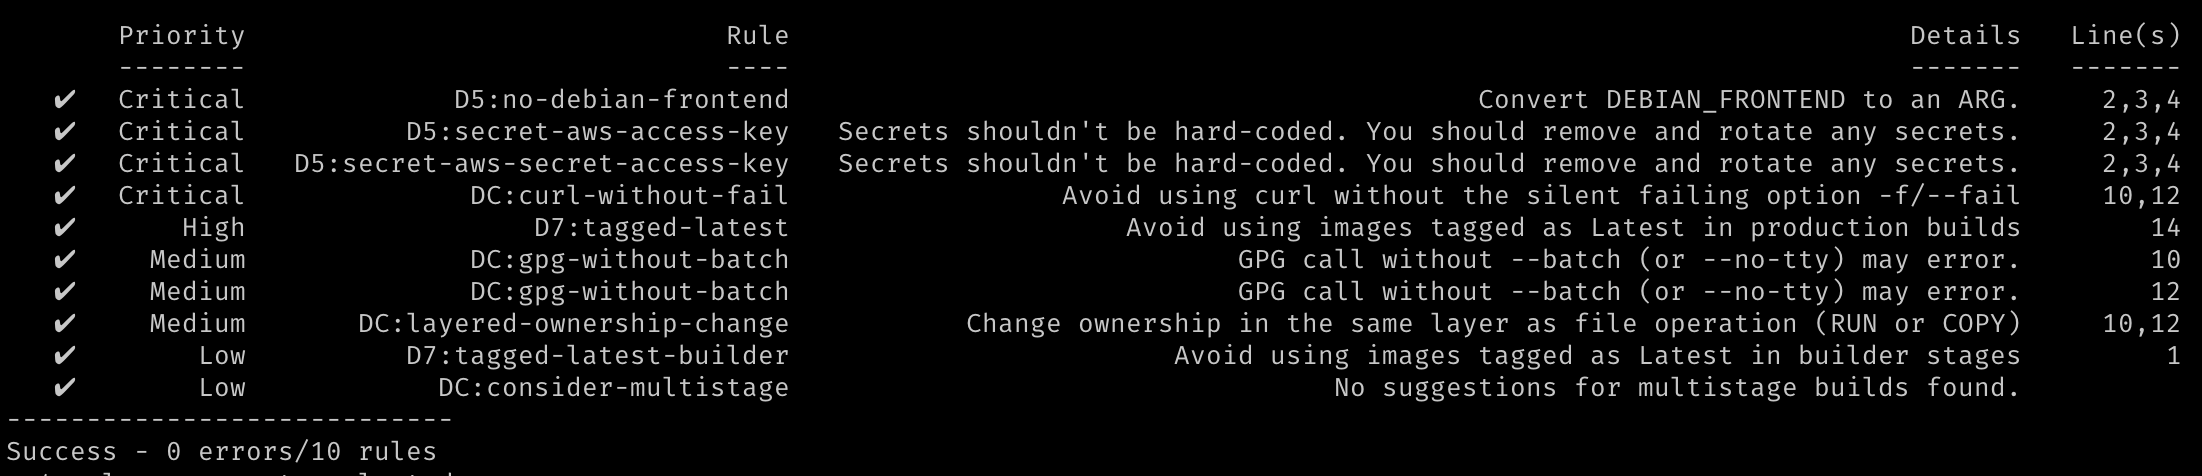 Priority Rule Details Line(s)
-------- ---- ------- -------
✔ Critical D5:no-debian-frontend Convert DEBIAN_FRONTEND to an ARG. 2,3,4
✔ Critical D5:secret-aws-access-key Secrets shouldn't be hard-coded. You should remove and rotate any secrets. 2,3,4
✔ Critical D5:secret-aws-secret-access-key Secrets shouldn't be hard-coded. You should remove and rotate any secrets. 2,3,4
✔ Critical DC:curl-without-fail Avoid using curl without the silent failing option -f/--fail 10,12
✔ High D7:tagged-latest Avoid using images tagged as Latest in production builds 14
✔ Medium DC:gpg-without-batch GPG call without --batch (or --no-tty) may error. 10
✔ Medium DC:gpg-without-batch GPG call without --batch (or --no-tty) may error. 12
✔ Medium DC:layered-ownership-change Change ownership in the same layer as file operation (RUN or COPY) 10,12
✔ Low D7:tagged-latest-builder Avoid using images tagged as Latest in builder stages 1
✔ Low DC:consider-multistage No suggestions for multistage builds found.
----------------------------
Success - 0 errors/10 rules